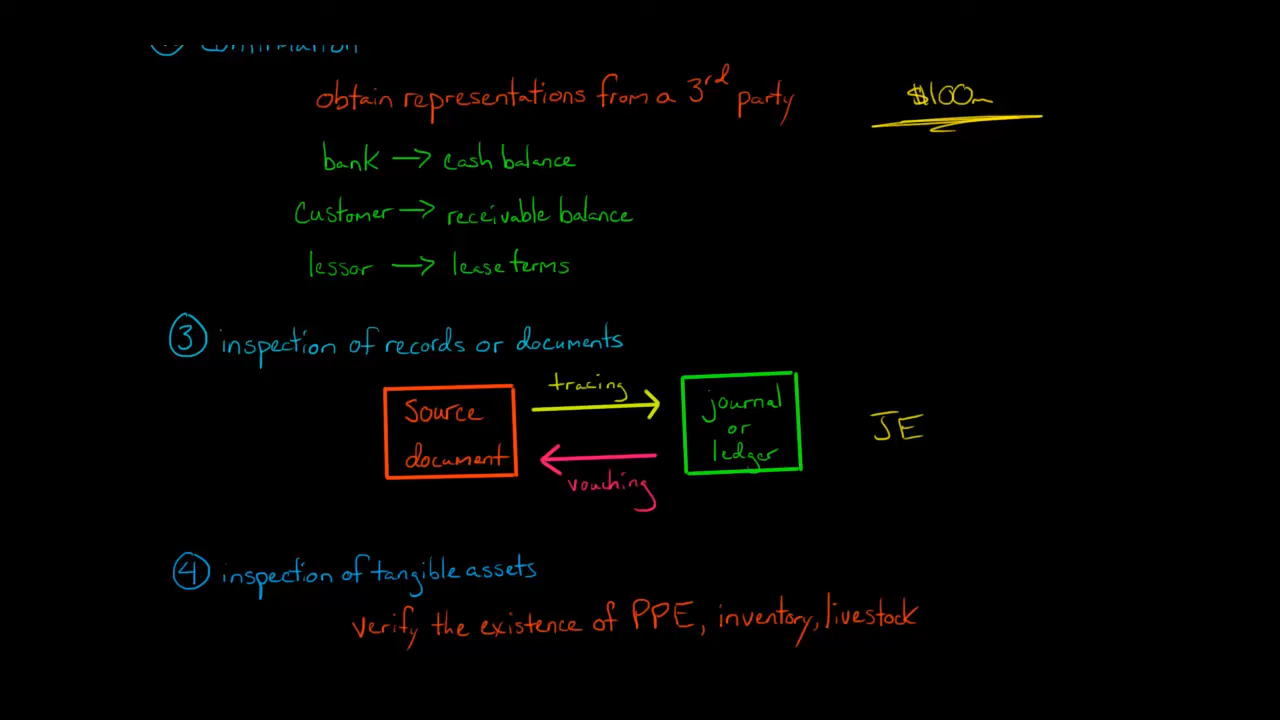 obtain representations from a 3rd party
$100m
bank → cash balance
customer → receivable balance
lessor → lease terms
3 inspection of records or documents
source document
tracing
vouching
journal or ledger
JE
4 inspection of tangible assets
verify the existence of PPE, inventory, livestock